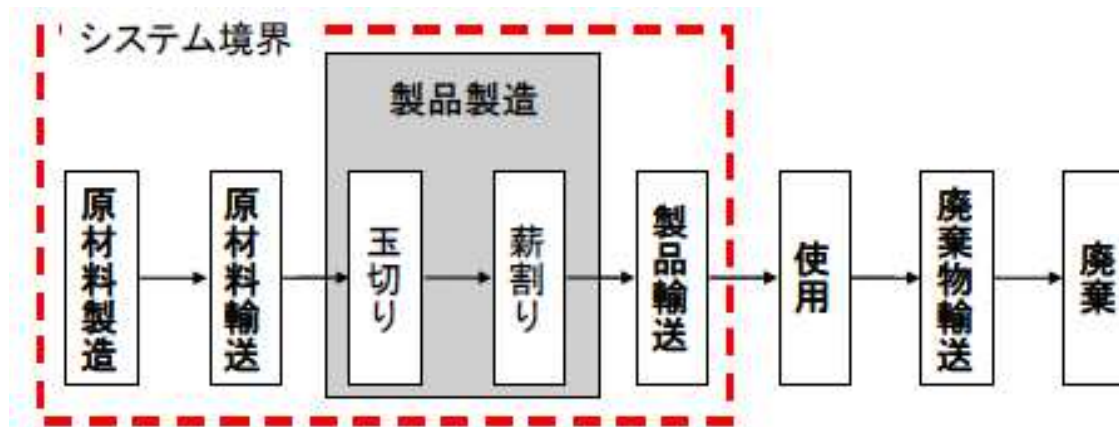 システム境界
製品製造
原材料製造
原材料輸送
玉切り
薪割り
製品輸送
使用
廃棄物輸送
廃棄